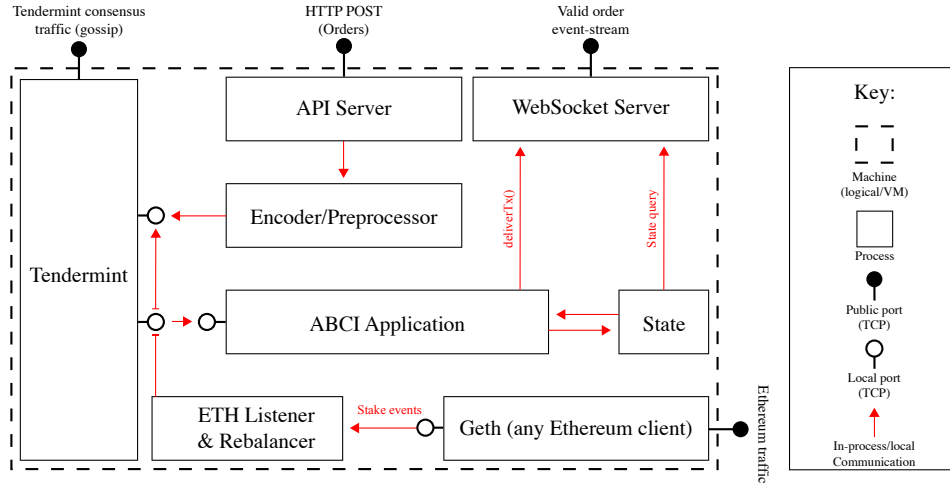 Tendermint consensus
traffic (gossip)
HTTP POST
(Orders)
Valid order
event-stream
API Server
WebSocket Server
Encoder/Preprocessor
deliverTx()
State query
Tendermint
ABCI Application
State
ETH Listener
& Rebalancer
Stake events
Geth (any Ethereum client)
Ethereum traffic
Key:
Machine
(logical/VM)
Process
Public port
(TCP)
Local port
(TCP)
In-process/local
Communication